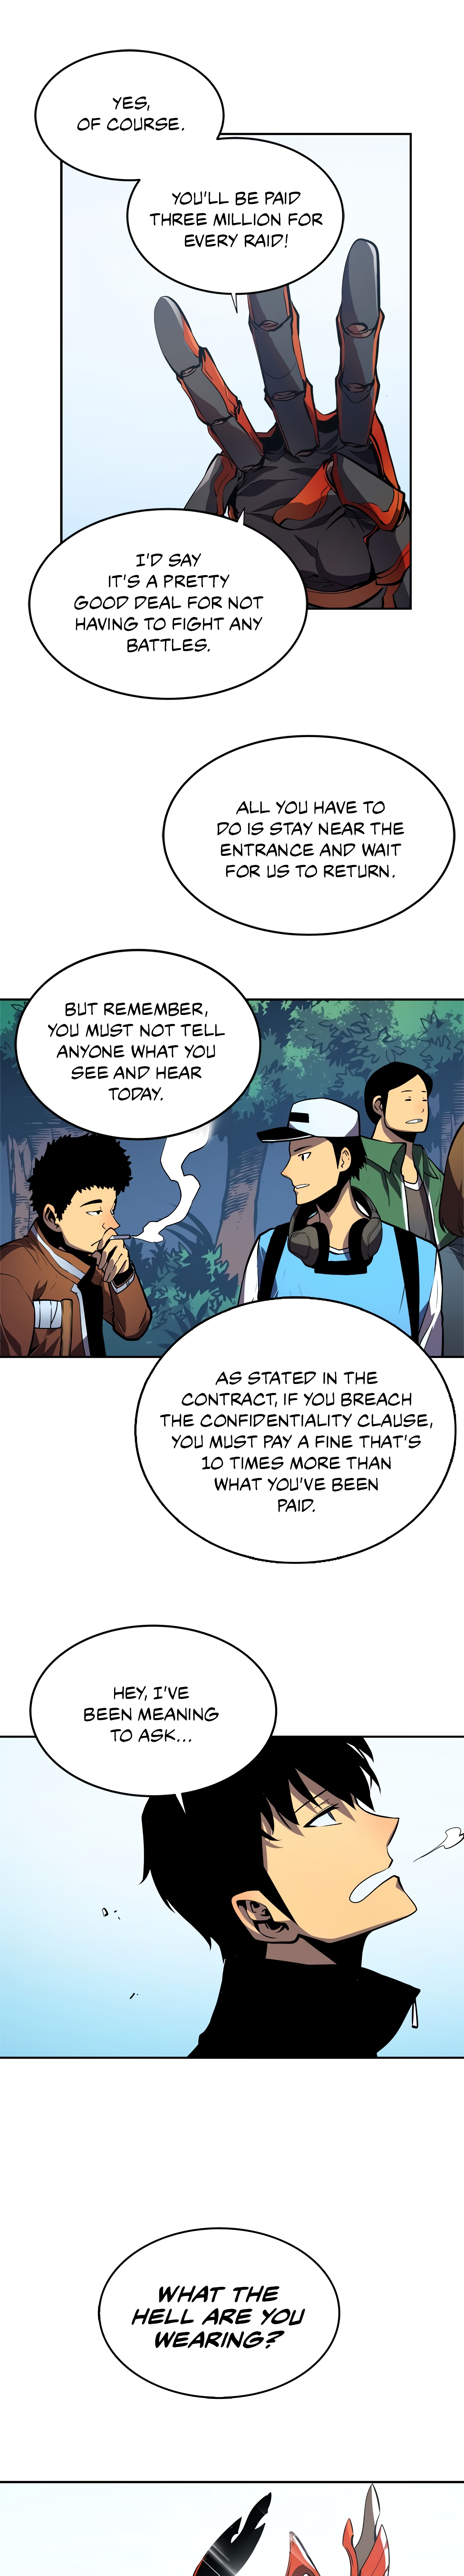 YES,
OF COURSE.
YOU'LL BE PAID
THREE MILLION FOR
EVERY RAID!
I'D SAY
IT'S A PRETTY
GOOD DEAL FOR NOT
HAVING TO FIGHT ANY
BATTLES.
ALL YOU HAVE TO
DO IS STAY NEAR THE
ENTRANCE AND WAIT
FOR US TO RETURN.
BUT REMEMBER,
YOU MUST NOT TELL
ANYONE WHAT YOU
SEE AND HEAR
TODAY.
AS STATED IN THE
CONTRACT, IF YOU BREACH
THE CONFIDENTIALITY CLAUSE,
YOU MUST PAY A FINE THAT'S
10 TIMES MORE THAN
WHAT YOU'VE BEEN
PAID.
HEY, I'VE
BEEN MEANING
TO ASK...
WHAT THE
HELL ARE YOU
WEARING?